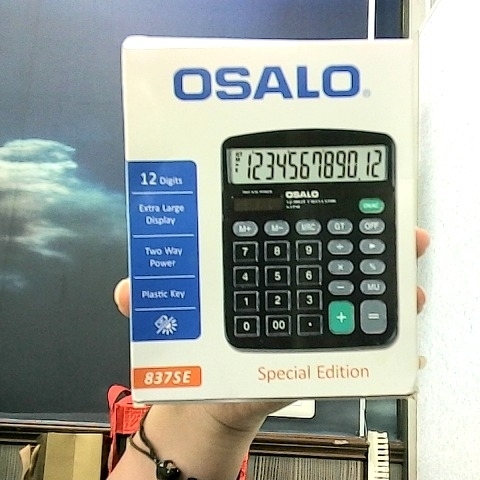 OSALO®
12 Digits
Extra Large
Display
Two Way
Power
Plastic Key
837SE
Special Edition
123456789012
OSALO
ON/AC
M+ M− MRC GT OFF
7 8 9 ÷ ▶
4 5 6 × %
1 2 3 − MU
0 00 . + =